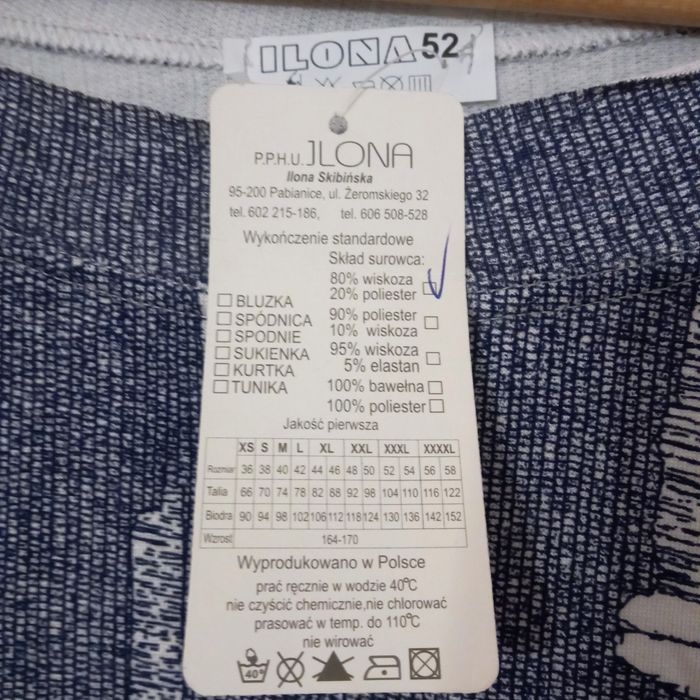 ILONA 52
P.P.H.U. JLONA
Ilona Skibińska
95-200 Pabianice, ul. Żeromskiego 32
tel. 602 215-186, tel. 606 508-528
Wykończenie standardowe
Skład surowca:
80% wiskoza
20% poliester
90% poliester
10% wiskoza
95% wiskoza
5% elastan
100% bawełna
100% poliester
BLUZKA
SPÓDNICA
SPODNIE
SUKIENKA
KURTKA
TUNIKA
Jakość pierwsza
XS S M L XL XXL XXXL XXXXL
Rozmiar 36 38 40 42 44 46 48 50 52 54 56 58
Talia 66 70 74 78 82 88 92 98 104 110 116 122
Biodra 90 94 98 102 106 112 118 124 130 136 142 152
Wzrost 164-170
Wyprodukowano w Polsce
prać ręcznie w wodzie 40°C
nie czyścić chemicznie,nie chlorować
prasować w temp. do 110°C
nie wirować
40°